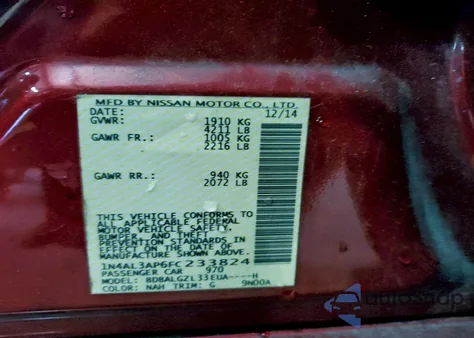 MFD BY NISSAN MOTOR CO., LTD.
DATE: 12/14
GVWR: 1910 KG
4211 LB
GAWR FR.: 1005 KG
2216 LB
GAWR RR.: 940 KG
2072 LB
THIS VEHICLE CONFORMS TO
ALL APPLICABLE FEDERAL
MOTOR VEHICLE SAFETY,
BUMPER, AND THEFT
PREVENTION STANDARDS
IN EFFECT ON THE DATE OF
MANUFACTURE SHOWN ABOVE.
1N4AL3AP6FC233824
PASSENGER CAR 970
MODEL: BDBALGZL33EUA----H
COLOR: NAH TRIM: G 9N00A